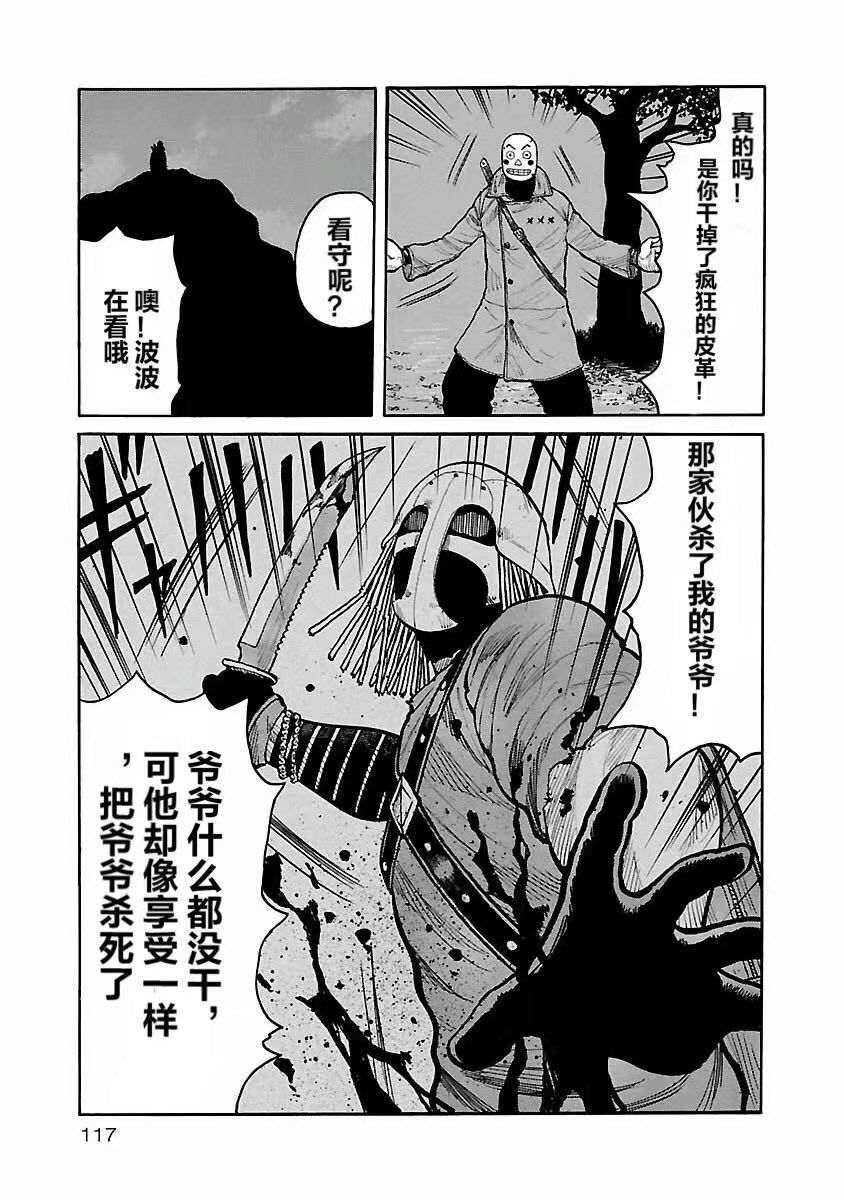 真的吗！
是你干掉了疯狂的皮革！
看守呢？
噢！波波
在看哦
那家伙杀了我的爷爷！
爷爷什么都没干，
可他却像享受一样
，把爷爷杀死了
117